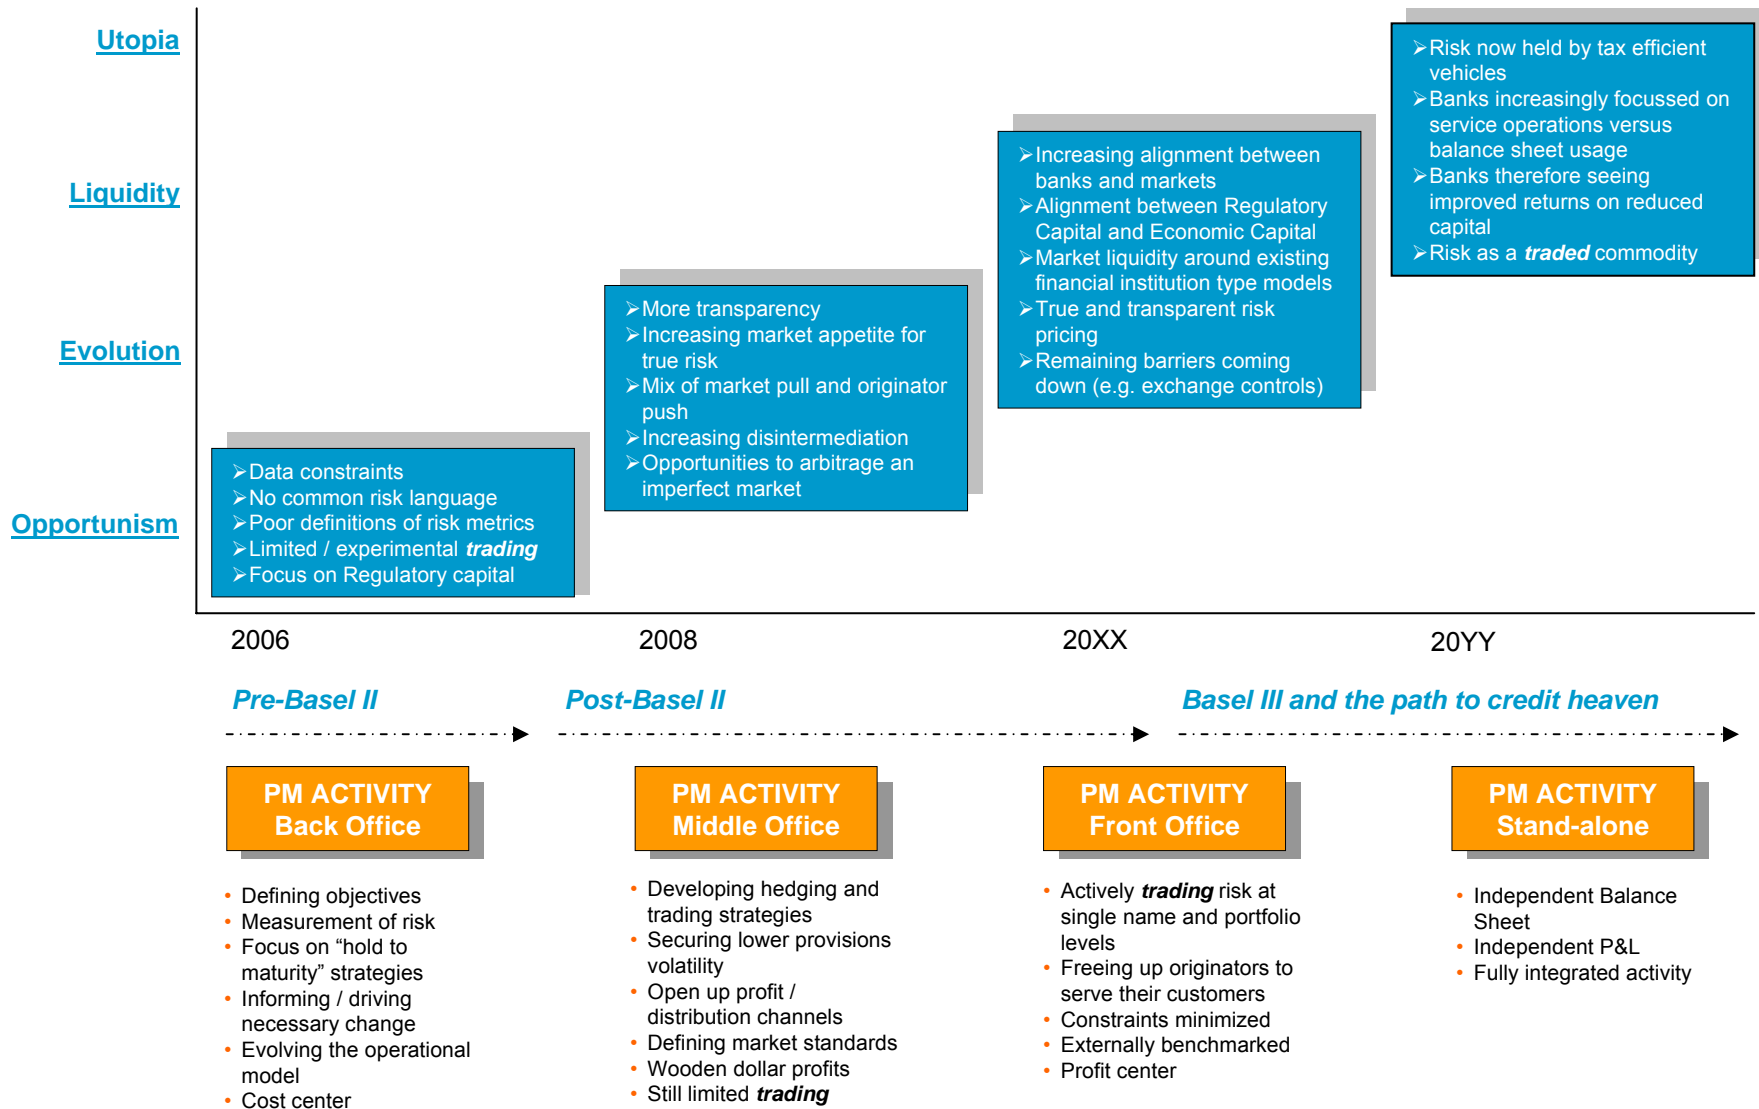 Utopia
Liquidity
Evolution
Opportunism
➢Data constraints
➢No common risk language
➢Poor definitions of risk metrics
➢Limited / experimental trading
➢Focus on Regulatory capital
➢More transparency
➢Increasing market appetite for
true risk
➢Mix of market pull and originator
push
➢Increasing disintermediation
➢Opportunities to arbitrage an
imperfect market
➢Increasing alignment between
banks and markets
➢Alignment between Regulatory
Capital and Economic Capital
➢Market liquidity around existing
financial institution type models
➢True and transparent risk
pricing
➢Remaining barriers coming
down (e.g. exchange controls)
➢Risk now held by tax efficient
vehicles
➢Banks increasingly focussed on
service operations versus
balance sheet usage
➢Banks therefore seeing
improved returns on reduced
capital
➢Risk as a traded commodity
2006
2008
20XX
20YY
Pre-Basel II
Post-Basel II
Basel III and the path to credit heaven
PM ACTIVITY
Back Office
• Defining objectives
• Measurement of risk
• Focus on “hold to
maturity” strategies
• Informing / driving
necessary change
• Evolving the operational
model
• Cost center
PM ACTIVITY
Middle Office
• Developing hedging and
trading strategies
• Securing lower provisions
volatility
• Open up profit /
distribution channels
• Defining market standards
• Wooden dollar profits
• Still limited trading
PM ACTIVITY
Front Office
• Actively trading risk at
single name and portfolio
levels
• Freeing up originators to
serve their customers
• Constraints minimized
• Externally benchmarked
• Profit center
PM ACTIVITY
Stand-alone
• Independent Balance
Sheet
• Independent P&L
• Fully integrated activity